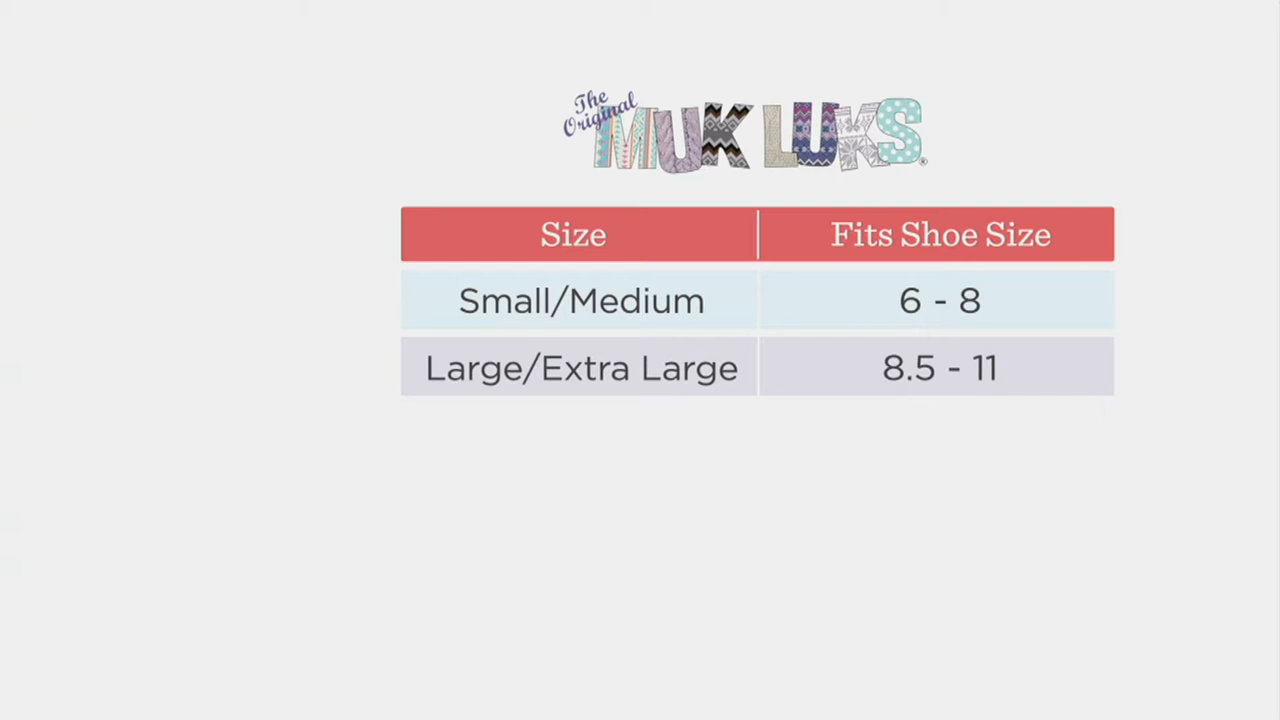 The Original
MUK LUKS®
Size Fits Shoe Size
Small/Medium 6 - 8
Large/Extra Large 8.5 - 11